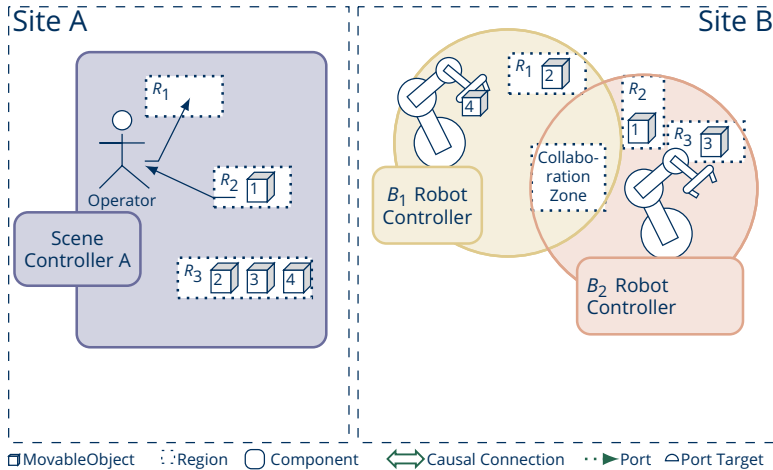 Site A
Site B
R1
Operator
R2
1
R3
2
3
4
Scene
Controller A
4
R1
2
R2
1
R3
3
Collabo-
ration
Zone
B1 Robot
Controller
B2 Robot
Controller
MovableObject
Region
Component
Causal Connection
Port
Port Target